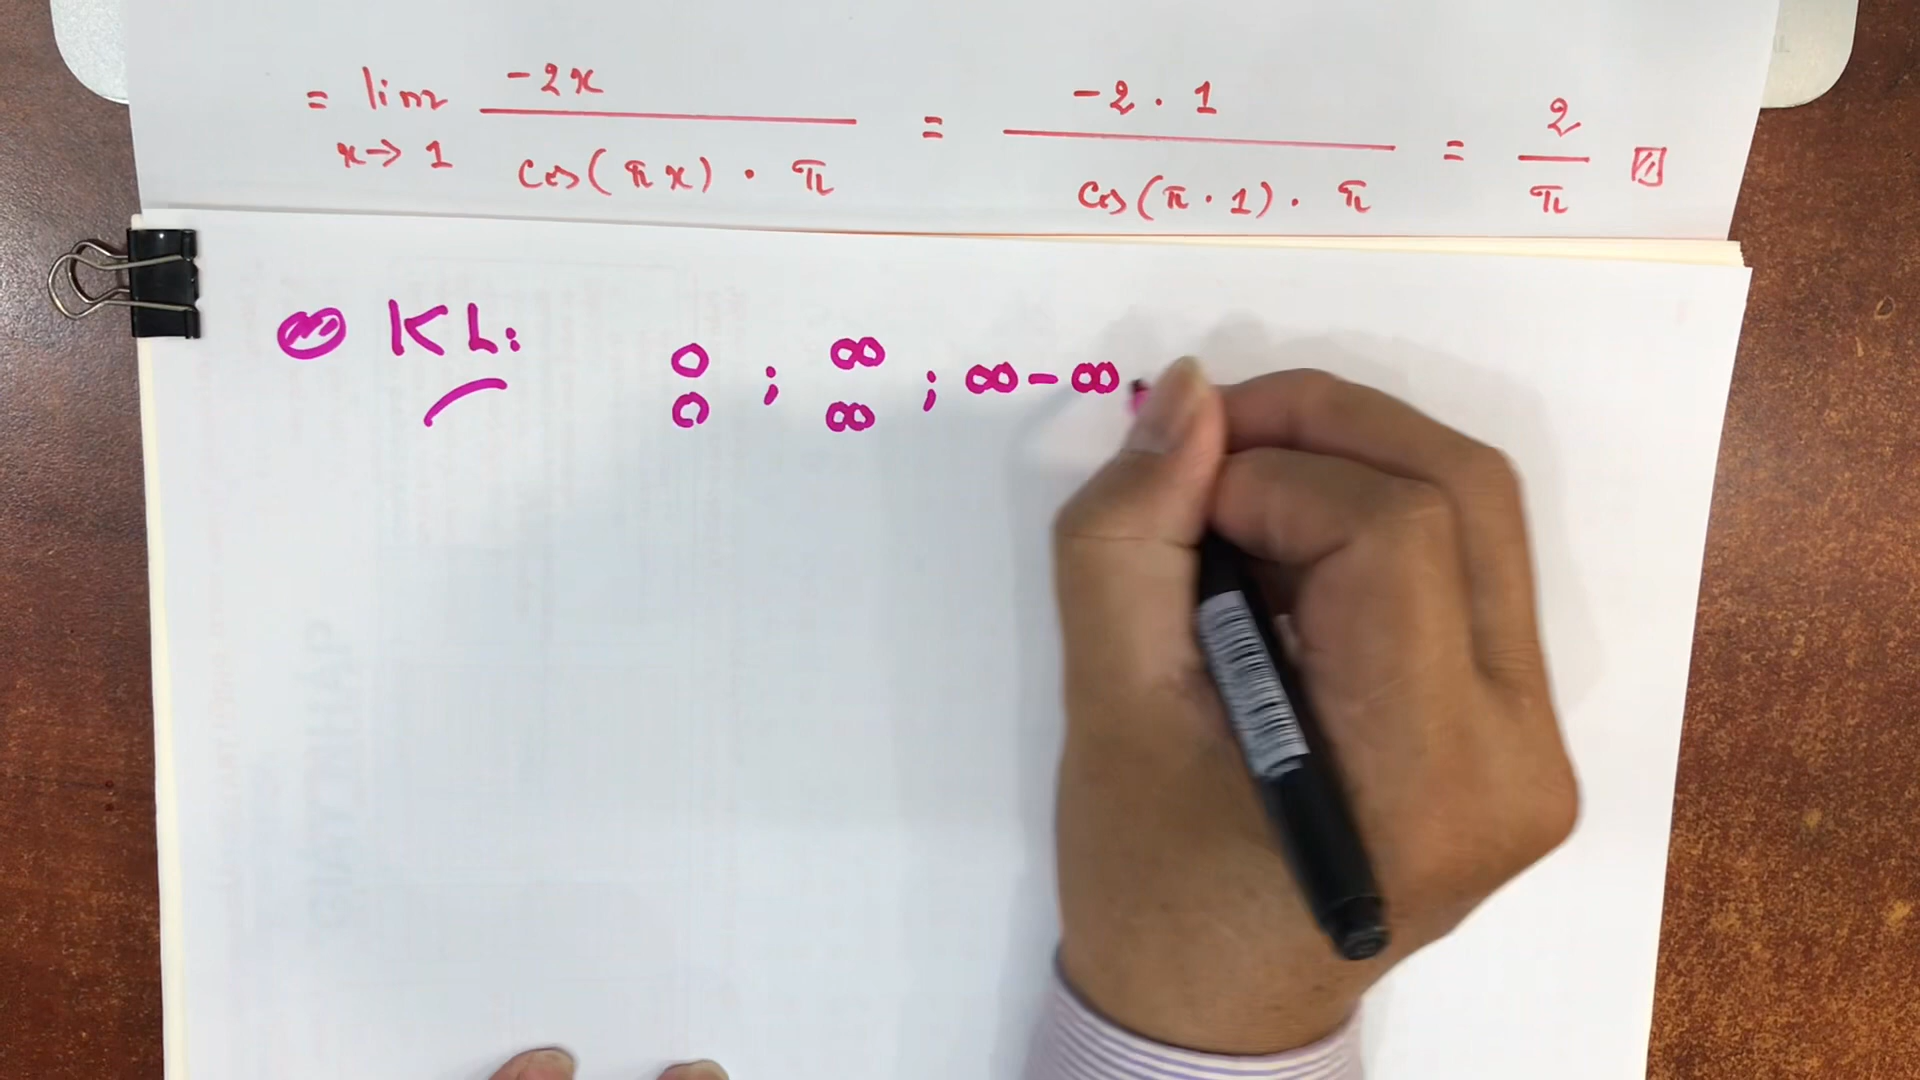 = lim x→1 -2x / cos(πx) · π = -2 · 1 / cos(π · 1) · π = 2 / π
KL: 0 0 ; ∞ ∞ ; ∞ - ∞